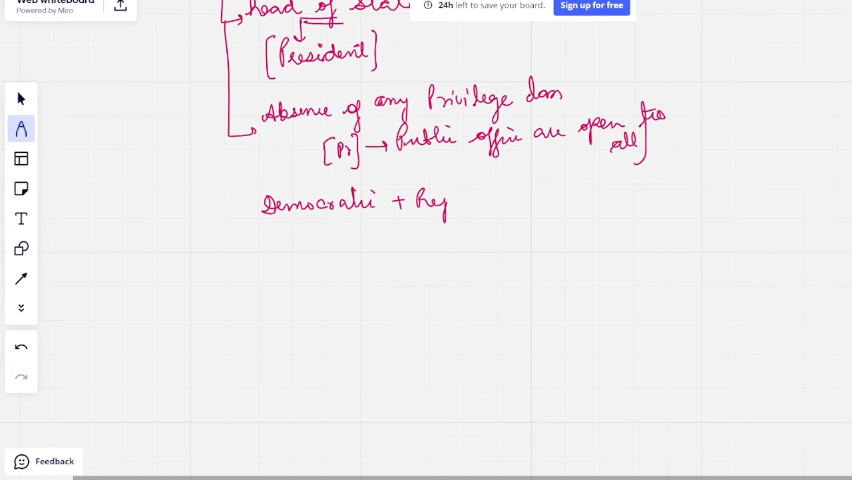 Web whiteboard
Powered by Miro
24h left to save your board.
Sign up for free
head of stat
[President]
Absence of any Privilege class
[Pr] → Public office are open to all
Democratic + Rep
Feedback